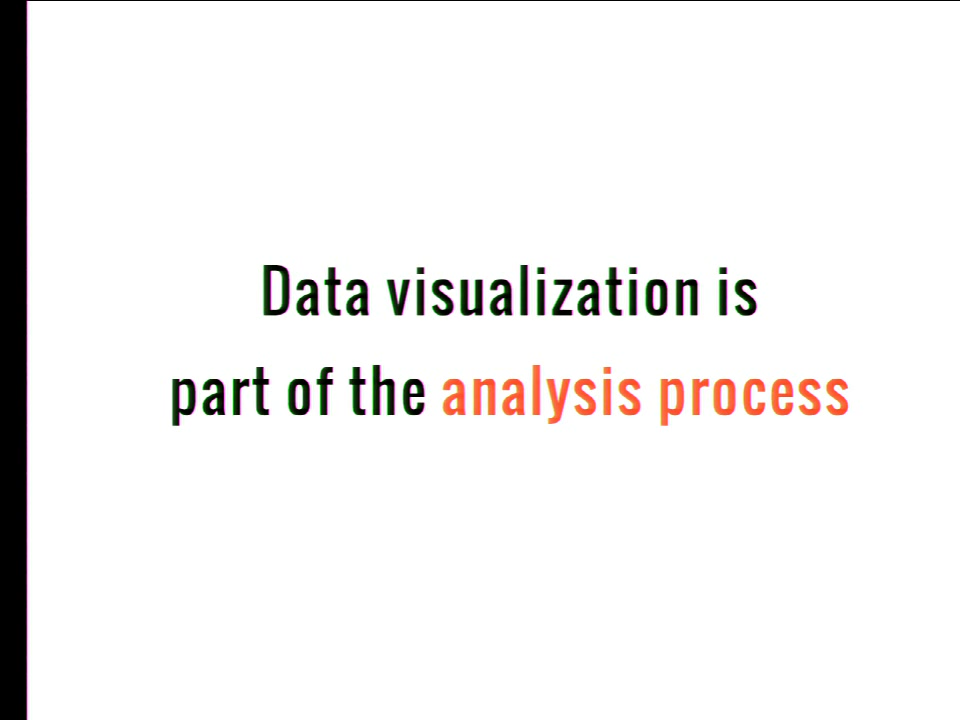 Data visualization is
part of the analysis process